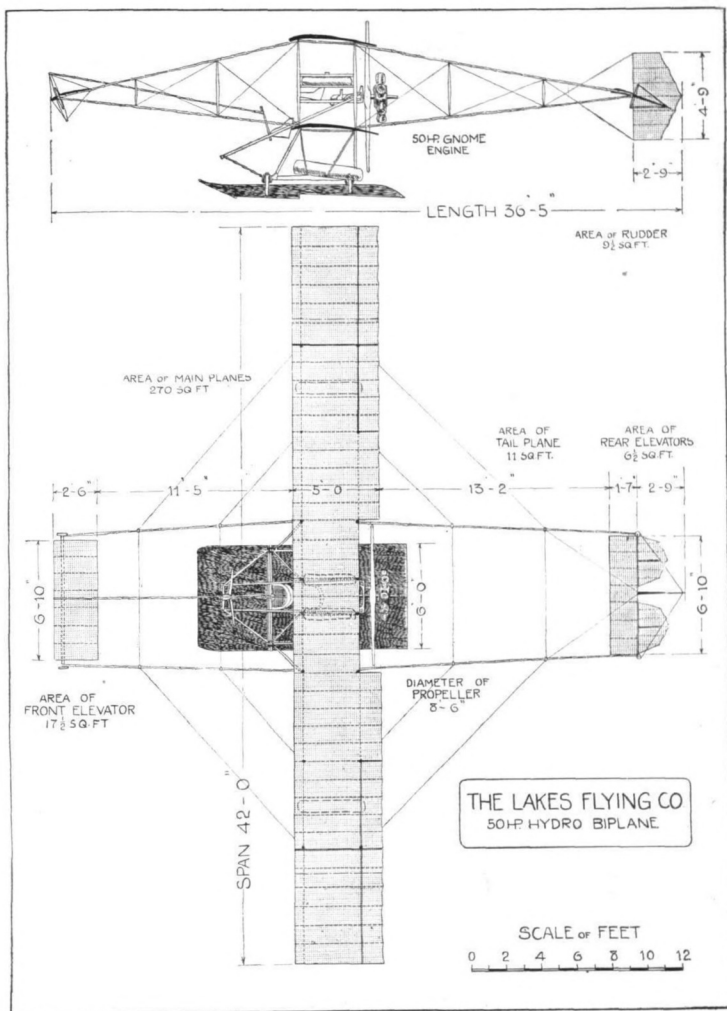 50 H.P. GNOME
ENGINE
4'-9"
2'-9"
LENGTH 36'-5"
AREA OF RUDDER
9½ SQ.FT.
AREA OF MAIN PLANES
270 SQ FT
AREA OF
TAIL PLANE
11 SQ.FT.
AREA OF
REAR ELEVATORS
6½ SQ.FT.
2'-6"
11'-5"
5'-0
13'-2"
1'-7"
2'-9"
6'-10"
6'-0"
6'-10"
AREA OF
FRONT ELEVATOR
17½ SQ.FT
DIAMETER OF
PROPELLER
8'-6"
SPAN 42'-0"
THE LAKES FLYING CO
50 H.P. HYDRO BIPLANE
SCALE OF FEET
0 2 4 6 8 10 12